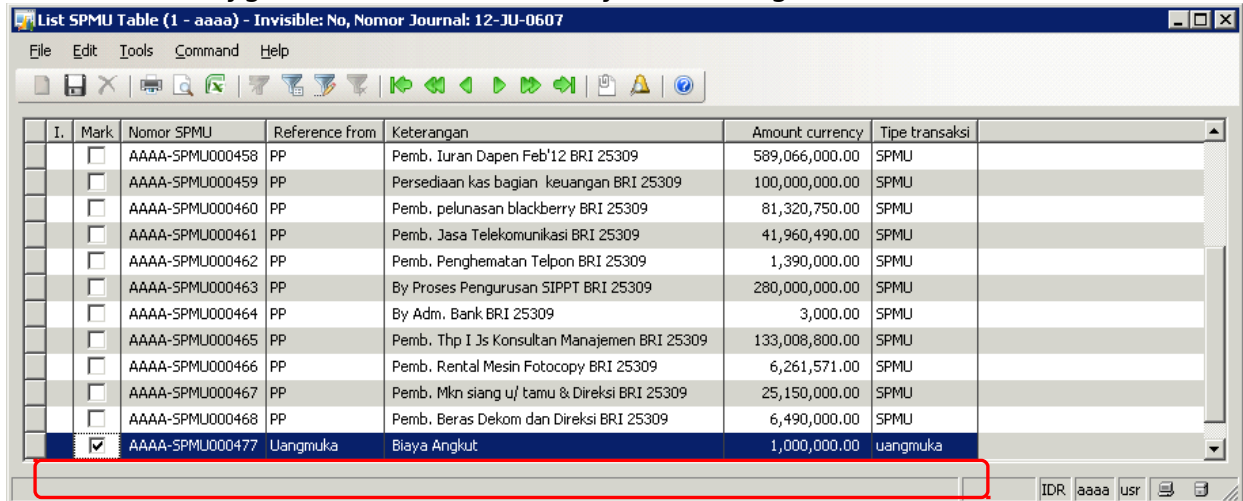 List SPMU Table (1 - aaaa) - Invisible: No, Nomor Journal: 12-JU-0607
File Edit Tools Command Help
I. Mark Nomor SPMU Reference from Keterangan Amount currency Tipe transaksi
AAAA-SPMU000458 PP Pemb. Iuran Dapen Feb'12 BRI 25309 589,066,000.00 SPMU
AAAA-SPMU000459 PP Persediaan kas bagian keuangan BRI 25309 100,000,000.00 SPMU
AAAA-SPMU000460 PP Pemb. pelunasan blackberry BRI 25309 81,320,750.00 SPMU
AAAA-SPMU000461 PP Pemb. Jasa Telekomunikasi BRI 25309 41,960,490.00 SPMU
AAAA-SPMU000462 PP Pemb. Penghematan Telpon BRI 25309 1,390,000.00 SPMU
AAAA-SPMU000463 PP By Proses Pengurusan SIPPT BRI 25309 280,000,000.00 SPMU
AAAA-SPMU000464 PP By Adm. Bank BRI 25309 3,000.00 SPMU
AAAA-SPMU000465 PP Pemb. Thp I Js Konsultan Manajemen BRI 25309 133,008,800.00 SPMU
AAAA-SPMU000466 PP Pemb. Rental Mesin Fotocopy BRI 25309 6,261,571.00 SPMU
AAAA-SPMU000467 PP Pemb. Mkn siang u/ tamu & Direksi BRI 25309 25,150,000.00 SPMU
AAAA-SPMU000468 PP Pemb. Beras Dekom dan Direksi BRI 25309 6,490,000.00 SPMU
AAAA-SPMU000477 Uangmuka Biaya Angkut 1,000,000.00 uangmuka
IDR aaaa usr